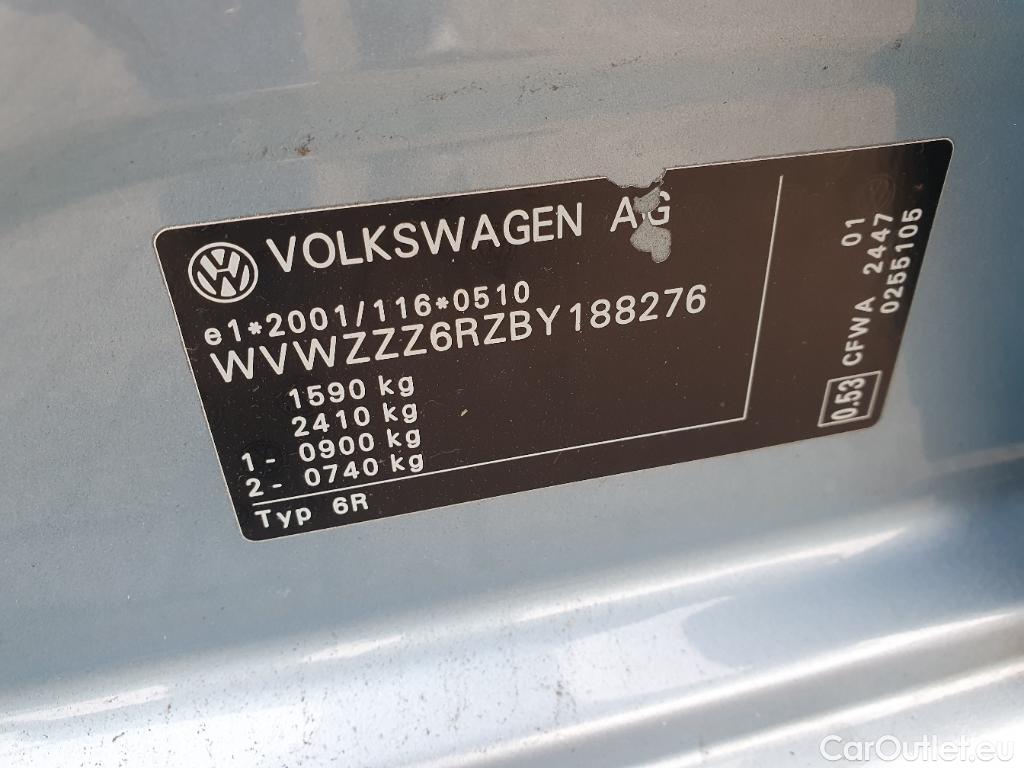 VOLKSWAGEN AG
e1*2001/116*0510
WVWZZZ6RZBY188276
1590 kg
2410 kg
1- 0900 kg
2- 0740 kg
Typ 6R
01
CFWA 2447
0255105
0.53
CarOutlet.eu